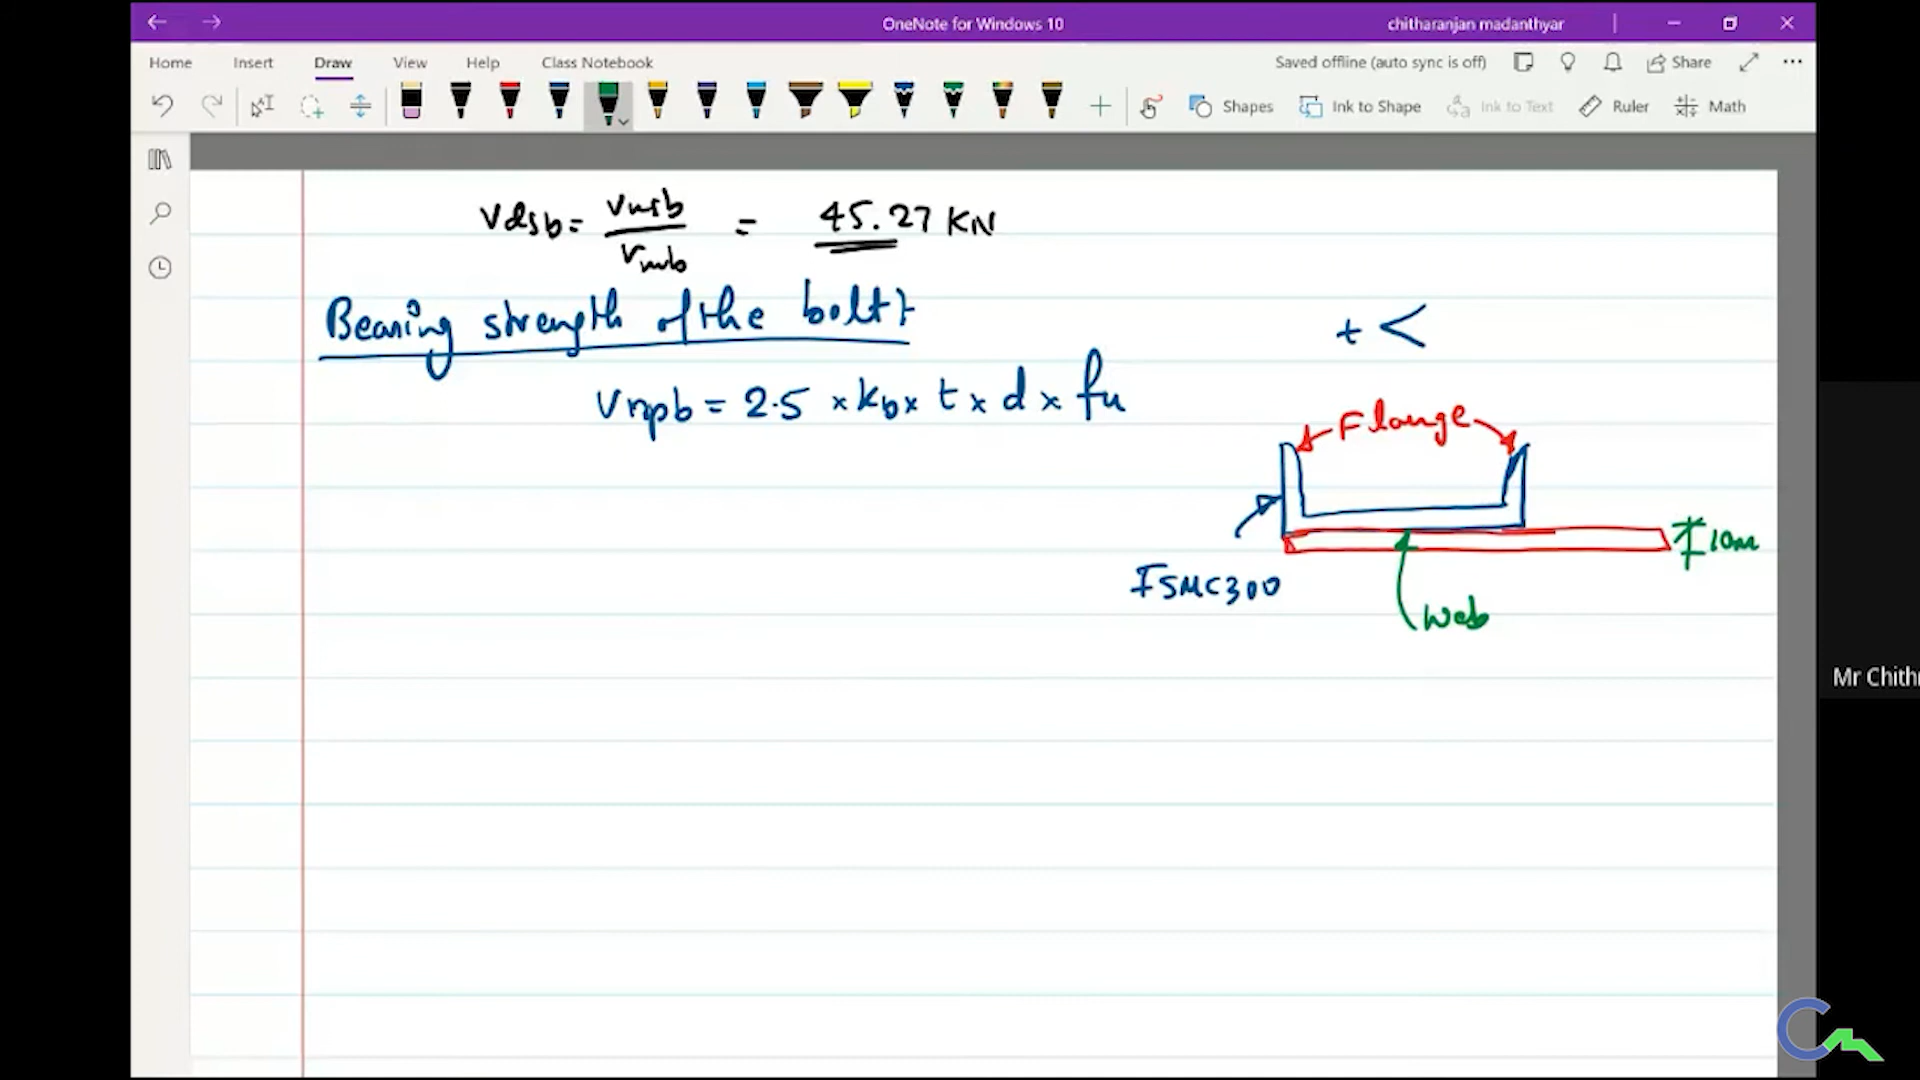 OneNote for Windows 10
chitharanjan madanthyar
Home Insert Draw View Help Class Notebook
Saved offline (auto sync is off) Share
Shapes Ink to Shape Ink to Text Ruler Math
Vdsb = Vnsb / γmb = 45.27 KN
Bearing strength of the bolt:
t <
Vnpb = 2.5 × kb × t × d × fu
Flange
10m
ISMC300
Web
Mr Chith